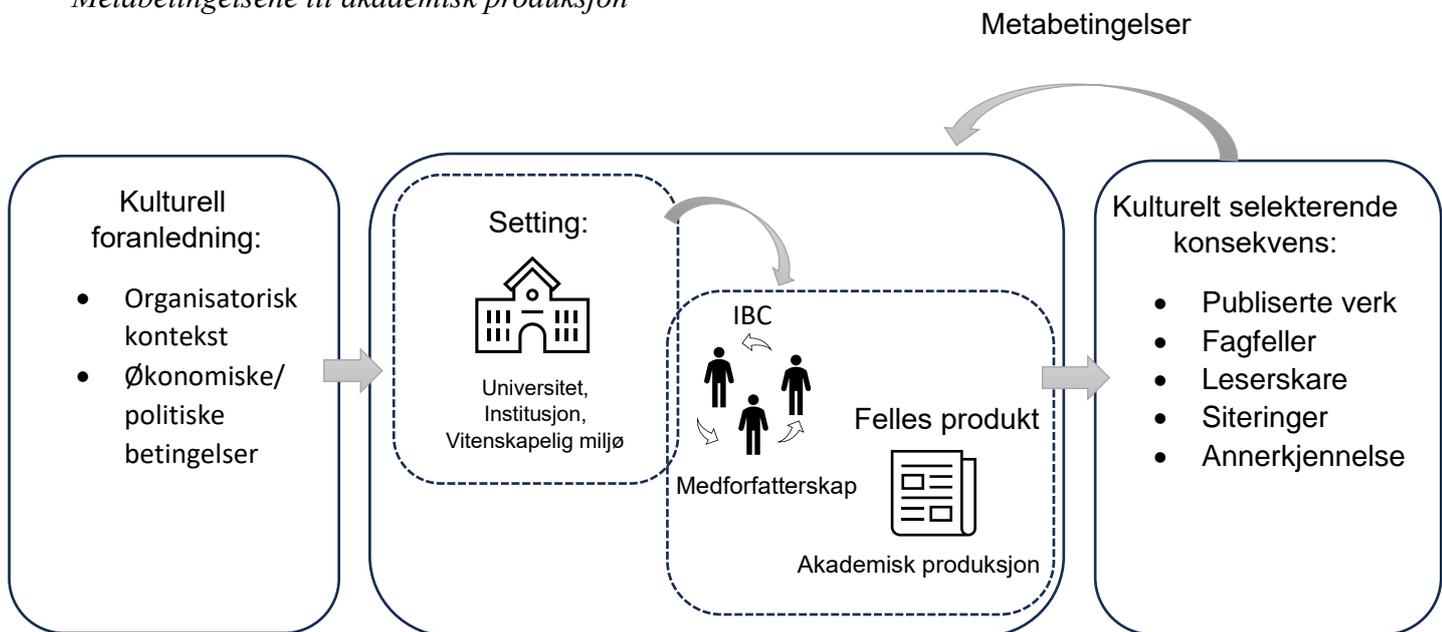 Metabetingelsene til akademisk produksjon
Metabetingelser
Kulturell
foranledning:
• Organisatorisk
kontekst
• Økonomiske/
politiske
betingelser
Setting:
Universitet,
Institusjon,
Vitenskapelig miljø
IBC
Medforfatterskap
Felles produkt
Akademisk produksjon
Kulturelt selekterende
konsekvens:
• Publiserte verk
• Fagfeller
• Leserskare
• Siteringer
• Annerkjennelse